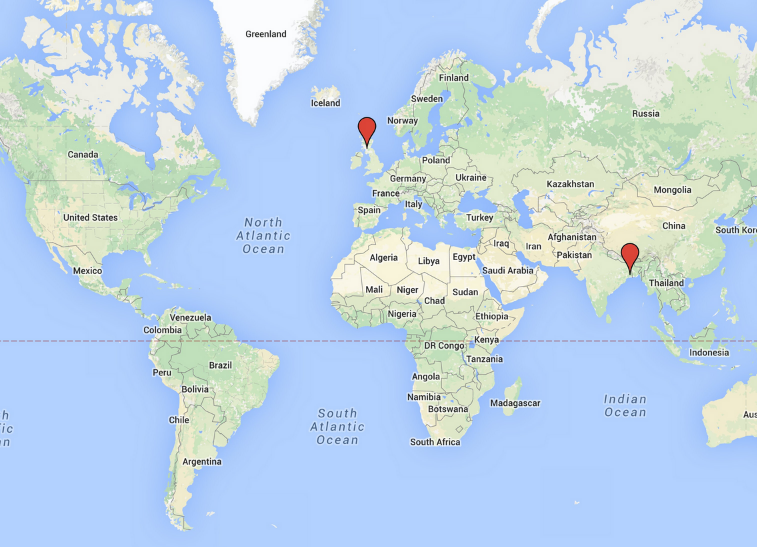 Greenland
Iceland
Finland
Sweden
Norway
Russia
Canada
Poland
Germany
Ukraine
Kazakhstan
Mongolia
France
Italy
Spain
Turkey
United States
North
Atlantic
Ocean
China
South Kor
Afghanistan
Iraq
Iran
Pakistan
Algeria
Libya
Egypt
Saudi Arabia
Mexico
Thailand
Mali
Niger
Chad
Sudan
Nigeria
Ethiopia
Venezuela
Colombia
Kenya
DR Congo
Indonesia
Tanzania
Peru
Brazil
Bolivia
Angola
Namibia
Botswana
Madagascar
Indian
Ocean
h
ic
an
South
Atlantic
Ocean
Chile
Aus
South Africa
Argentina